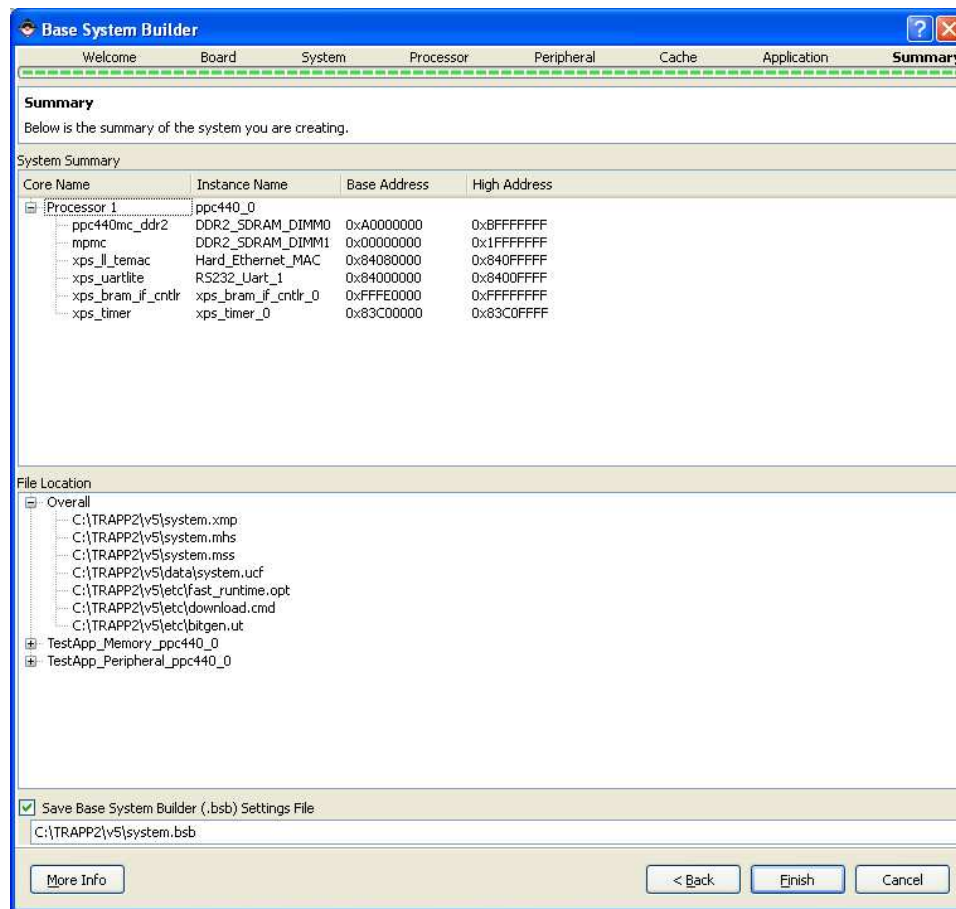 Base System Builder
Welcome Board System Processor Peripheral Cache Application Summary
Summary
Below is the summary of the system you are creating.
System Summary
Core Name Instance Name Base Address High Address
Processor 1 ppc440_0
ppc440mc_ddr2 DDR2_SDRAM_DIMM0 0xA0000000 0xBFFFFFFF
mpmc DDR2_SDRAM_DIMM1 0x00000000 0x1FFFFFFF
xps_ll_temac Hard_Ethernet_MAC 0x84080000 0x840FFFFF
xps_uartlite RS232_Uart_1 0x84000000 0x8400FFFF
xps_bram_if_cntlr xps_bram_if_cntlr_0 0xFFFE0000 0xFFFFFFFF
xps_timer xps_timer_0 0x83C00000 0x83C0FFFF
File Location
Overall
C:\TRAPP2\v5\system.xmp
C:\TRAPP2\v5\system.mhs
C:\TRAPP2\v5\system.mss
C:\TRAPP2\v5\data\system.ucf
C:\TRAPP2\v5\etc\fast_runtime.opt
C:\TRAPP2\v5\etc\download.cmd
C:\TRAPP2\v5\etc\bitgen.ut
TestApp_Memory_ppc440_0
TestApp_Peripheral_ppc440_0
Save Base System Builder (.bsb) Settings File
C:\TRAPP2\v5\system.bsb
More Info < Back Finish Cancel